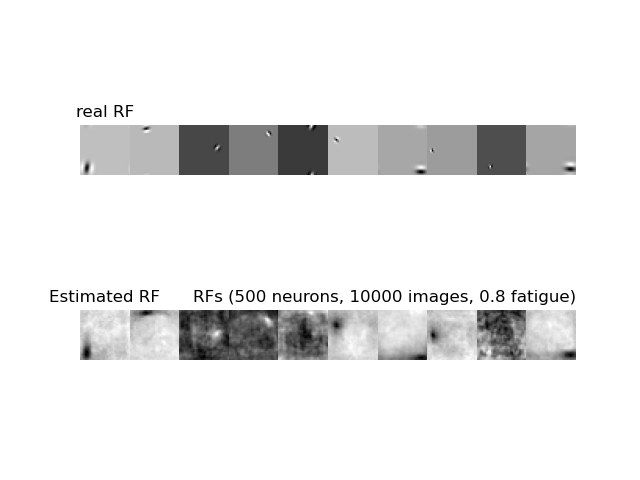 real RF
Estimated RF
RFs (500 neurons, 10000 images, 0.8 fatigue)